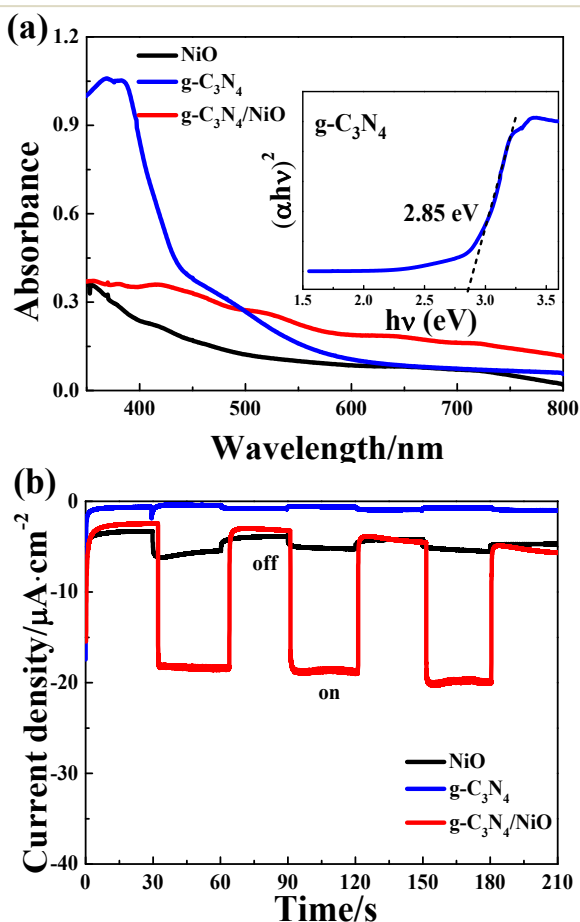 (a)
NiO
g-C₃N₄
g-C₃N₄/NiO
1.2
0.9
0.6
0.3
0.0
Absorbance
400 500 600 700 800
Wavelength/nm
g-C₃N₄
(αhν)²
2.85 eV
1.5 2.0 2.5 3.0 3.5
hν (eV)
(b)
0
-10
-20
-30
-40
Current density/μA·cm⁻²
off
on
NiO
g-C₃N₄
g-C₃N₄/NiO
0 30 60 90 120 150 180 210
Time/s